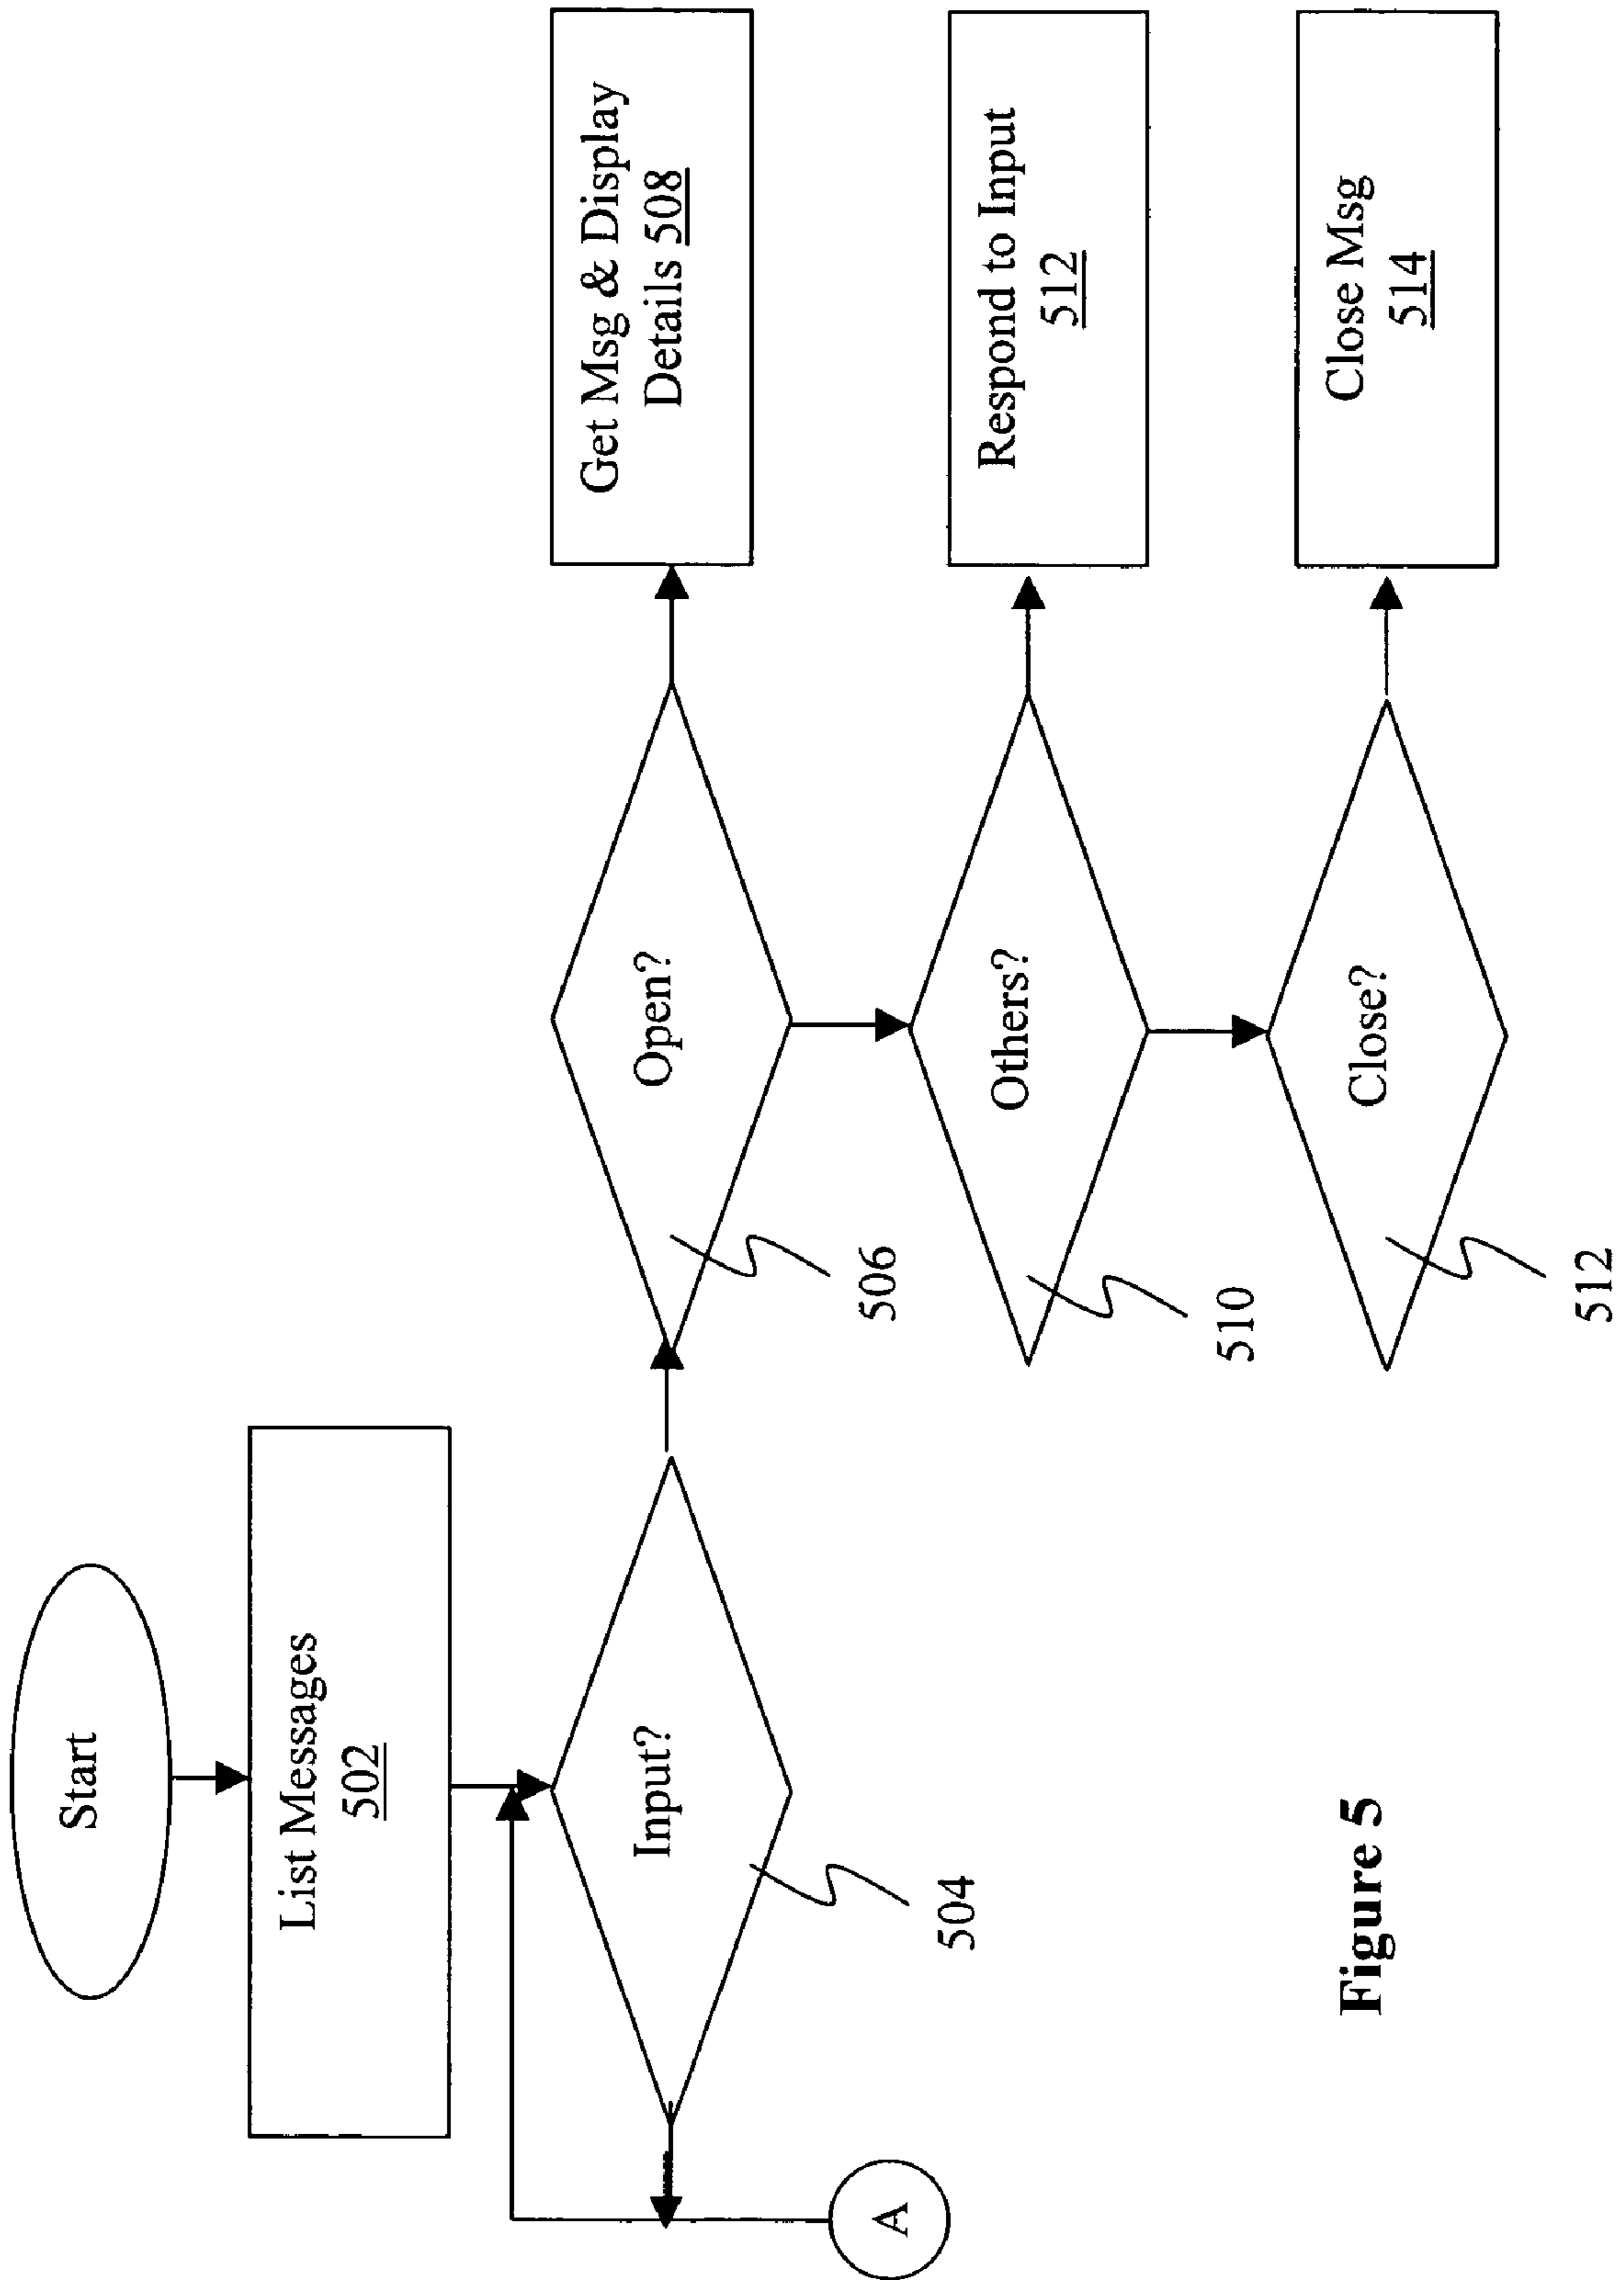 Start
List Messages
502
Input?
504
A
Open?
506
Get Msg & Display
Details 508
Others?
510
Respond to Input
512
Close?
512
Close Msg
514
Figure 5